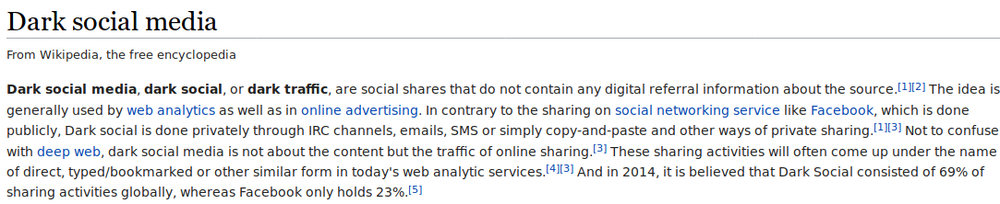 Dark social media
From Wikipedia, the free encyclopedia
Dark social media, dark social, or dark traffic, are social shares that do not contain any digital referral information about the source.[1][2] The idea is
generally used by web analytics as well as in online advertising. In contrary to the sharing on social networking service like Facebook, which is done
publicly, Dark social is done privately through IRC channels, emails, SMS or simply copy-and-paste and other ways of private sharing.[1][3] Not to confuse
with deep web, dark social media is not about the content but the traffic of online sharing.[3] These sharing activities will often come up under the name
of direct, typed/bookmarked or other similar form in today's web analytic services.[4][3] And in 2014, it is believed that Dark Social consisted of 69% of
sharing activities globally, whereas Facebook only holds 23%.[5]